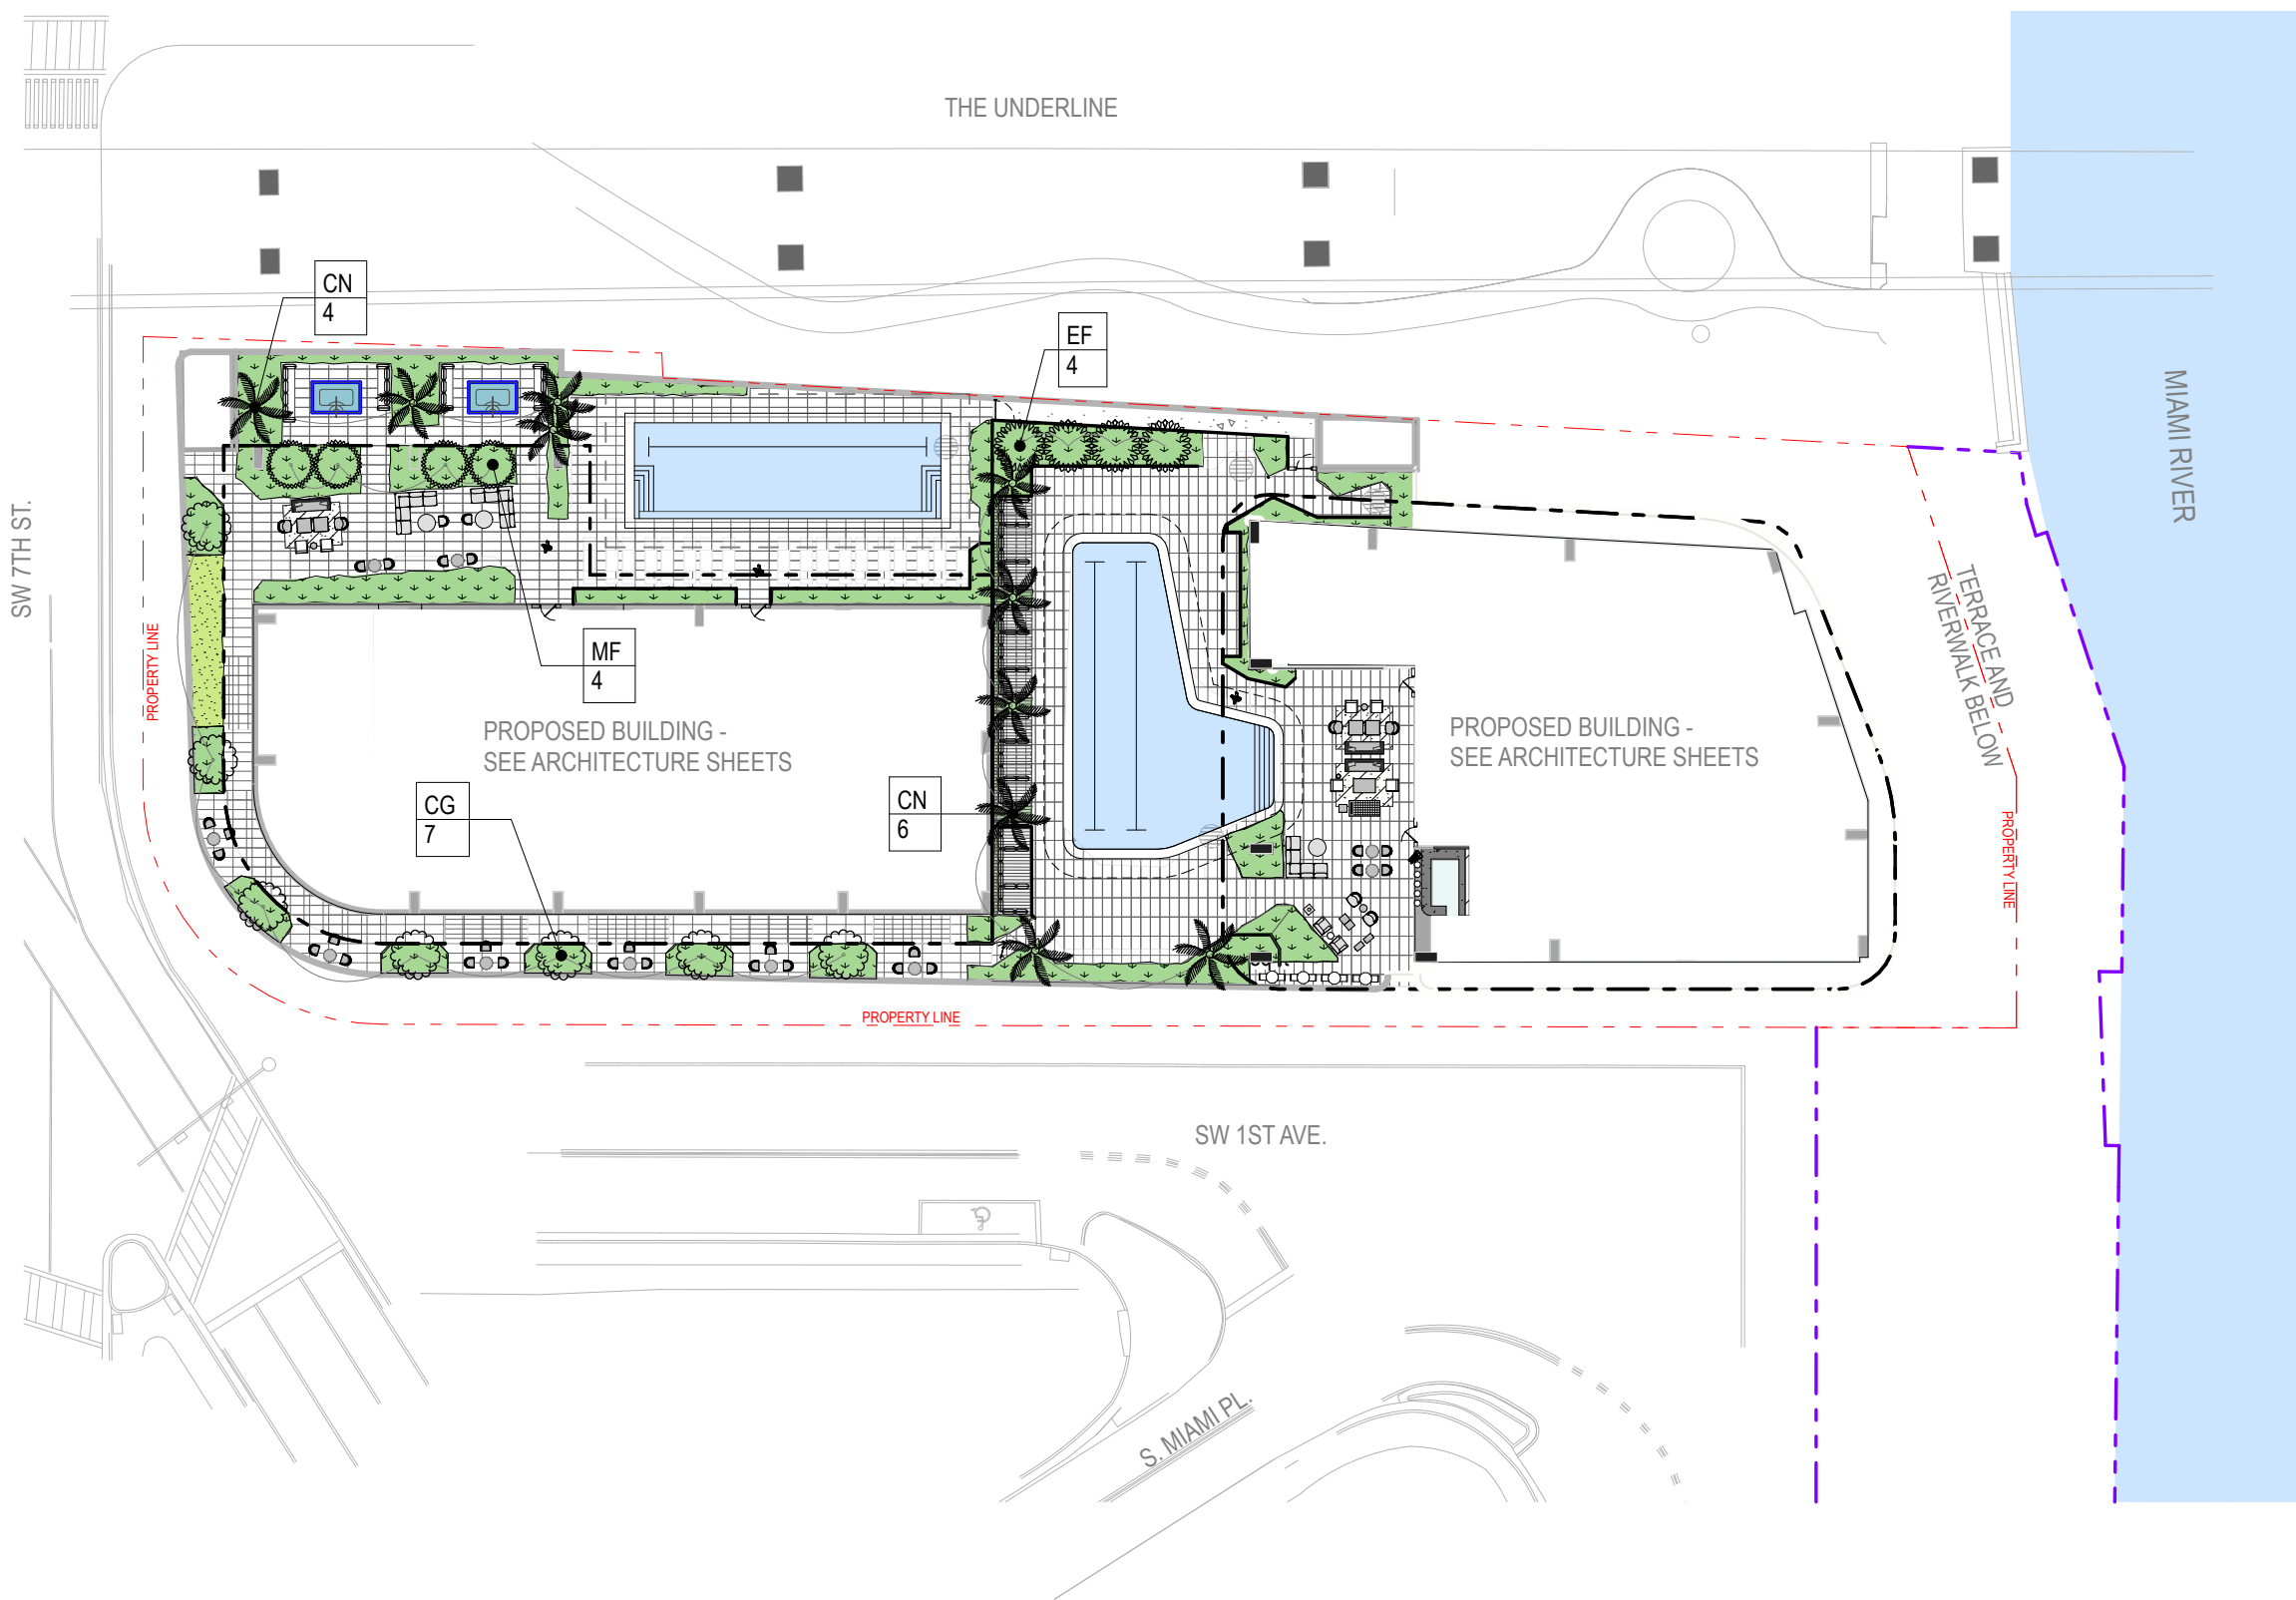 THE UNDERLINE
CN
4
EF
4
MIAMI RIVER
SW 7TH ST.
PROPERTY LINE
MF
4
TERRACE AND
RIVERWALK BELOW
PROPOSED BUILDING -
SEE ARCHITECTURE SHEETS
PROPOSED BUILDING -
SEE ARCHITECTURE SHEETS
CG
7
CN
6
PROPERTY LINE
PROPERTY LINE
SW 1ST AVE.
S. MIAMI PL.